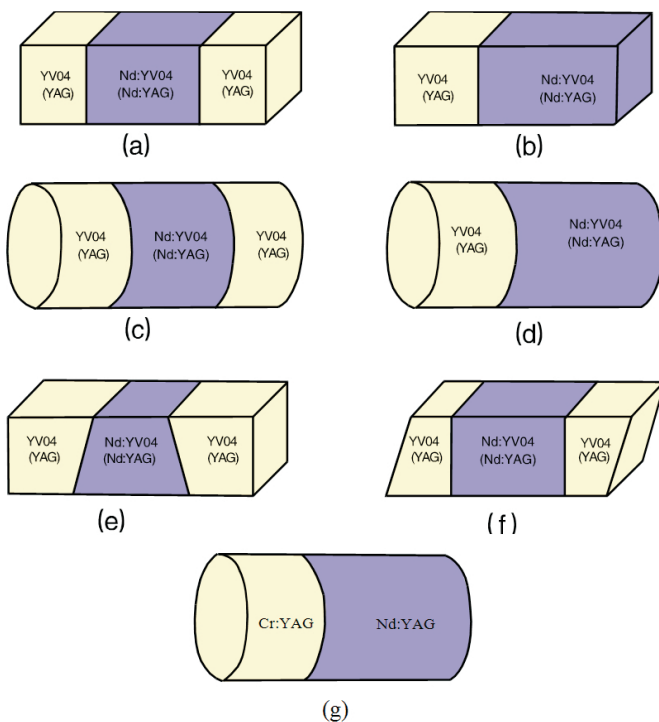 YV04
(YAG)
Nd:YV04
(Nd:YAG)
YV04
(YAG)
(a)
YV04
(YAG)
Nd:YV04
(Nd:YAG)
(b)
YV04
(YAG)
Nd:YV04
(Nd:YAG)
YV04
(YAG)
(c)
YV04
(YAG)
Nd:YV04
(Nd:YAG)
(d)
YV04
(YAG)
Nd:YV04
(Nd:YAG)
YV04
(YAG)
(e)
YV04
(YAG)
Nd:YV04
(Nd:YAG)
YV04
(YAG)
(f)
Cr:YAG
Nd:YAG
(g)